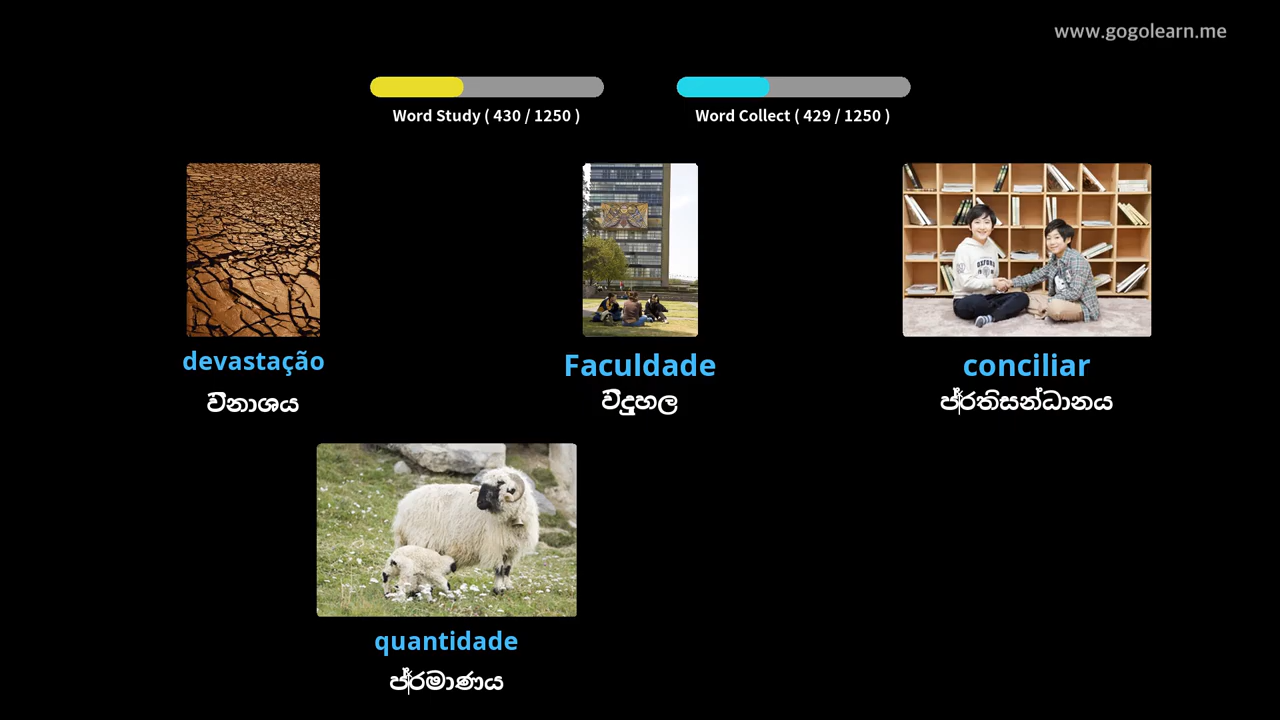 www.gogolearn.me
Word Study ( 430 / 1250 )
Word Collect ( 429 / 1250 )
devastação
Faculdade
conciliar
විනාශය
විදුහල
ප්‍රතිසන්ධානය
quantidade
ප්‍රමාණය